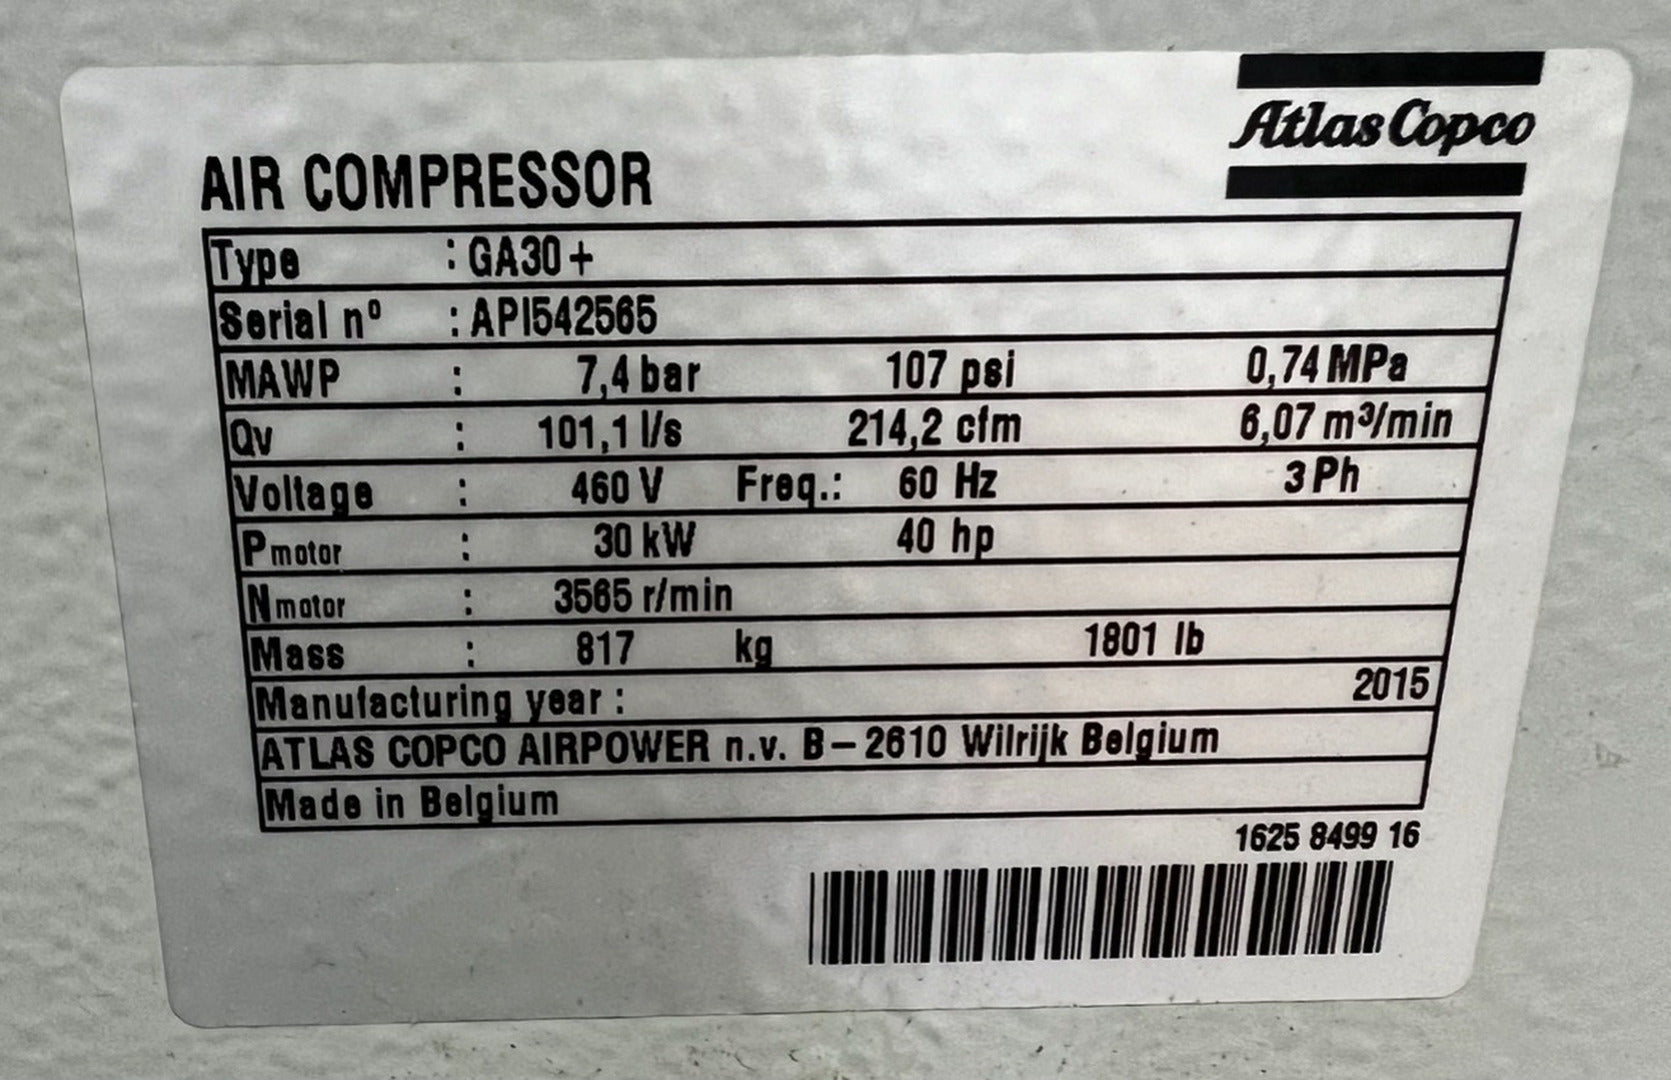 Atlas Copco
AIR COMPRESSOR
Type : GA30+
Serial nº : API542565
MAWP : 7,4 bar 107 psi 0,74 MPa
Qv : 101,1 l/s 214,2 cfm 6,07 m³/min
Voltage : 460 V Freq.: 60 Hz 3 Ph
Pmotor : 30 kW 40 hp
Nmotor : 3565 r/min
Mass : 817 kg 1801 lb
Manufacturing year : 2015
ATLAS COPCO AIRPOWER n.v. B–2610 Wilrijk Belgium
Made in Belgium
1625 8499 16